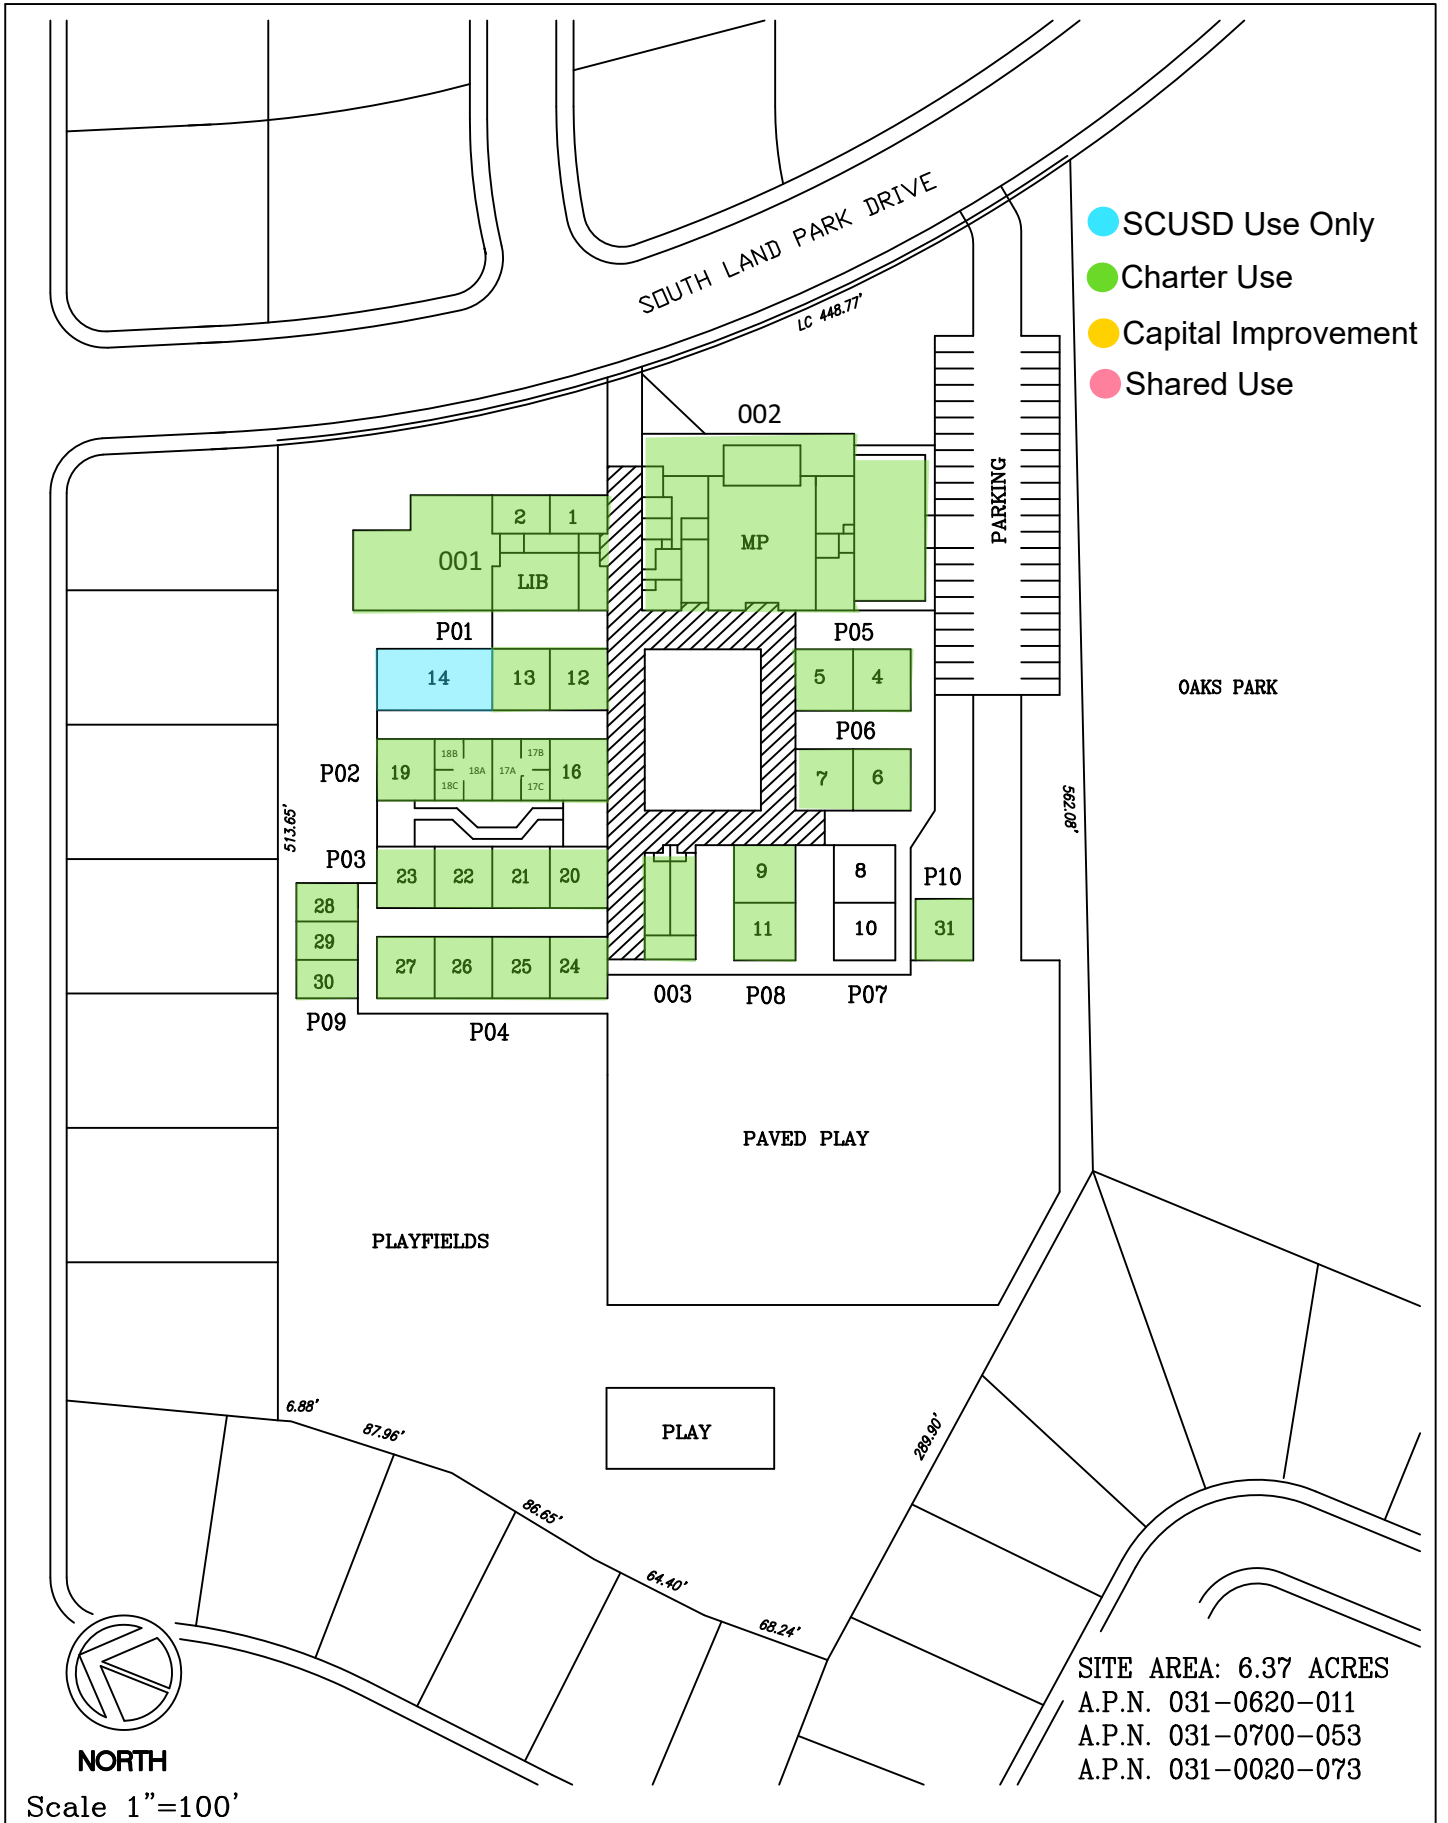 SOUTH LAND PARK DRIVE
LC 448.77'
SCUSD Use Only
Charter Use
Capital Improvement
Shared Use
002
PARKING
2
1
001
LIB
MP
P01
P05
14
13
12
5
4
OAKS PARK
P06
P02
19
18B
18A
18C
17A
17B
17C
16
7
6
513.65'
562.08'
P03
23
22
21
20
9
8
P10
28
29
30
11
10
31
27
26
25
24
003
P08
P07
P09
P04
PAVED PLAY
PLAYFIELDS
6.88'
87.96'
PLAY
289.90'
86.65'
64.40'
68.24'
SITE AREA: 6.37 ACRES
A.P.N. 031-0620-011
A.P.N. 031-0700-053
A.P.N. 031-0020-073
NORTH
Scale 1"=100'